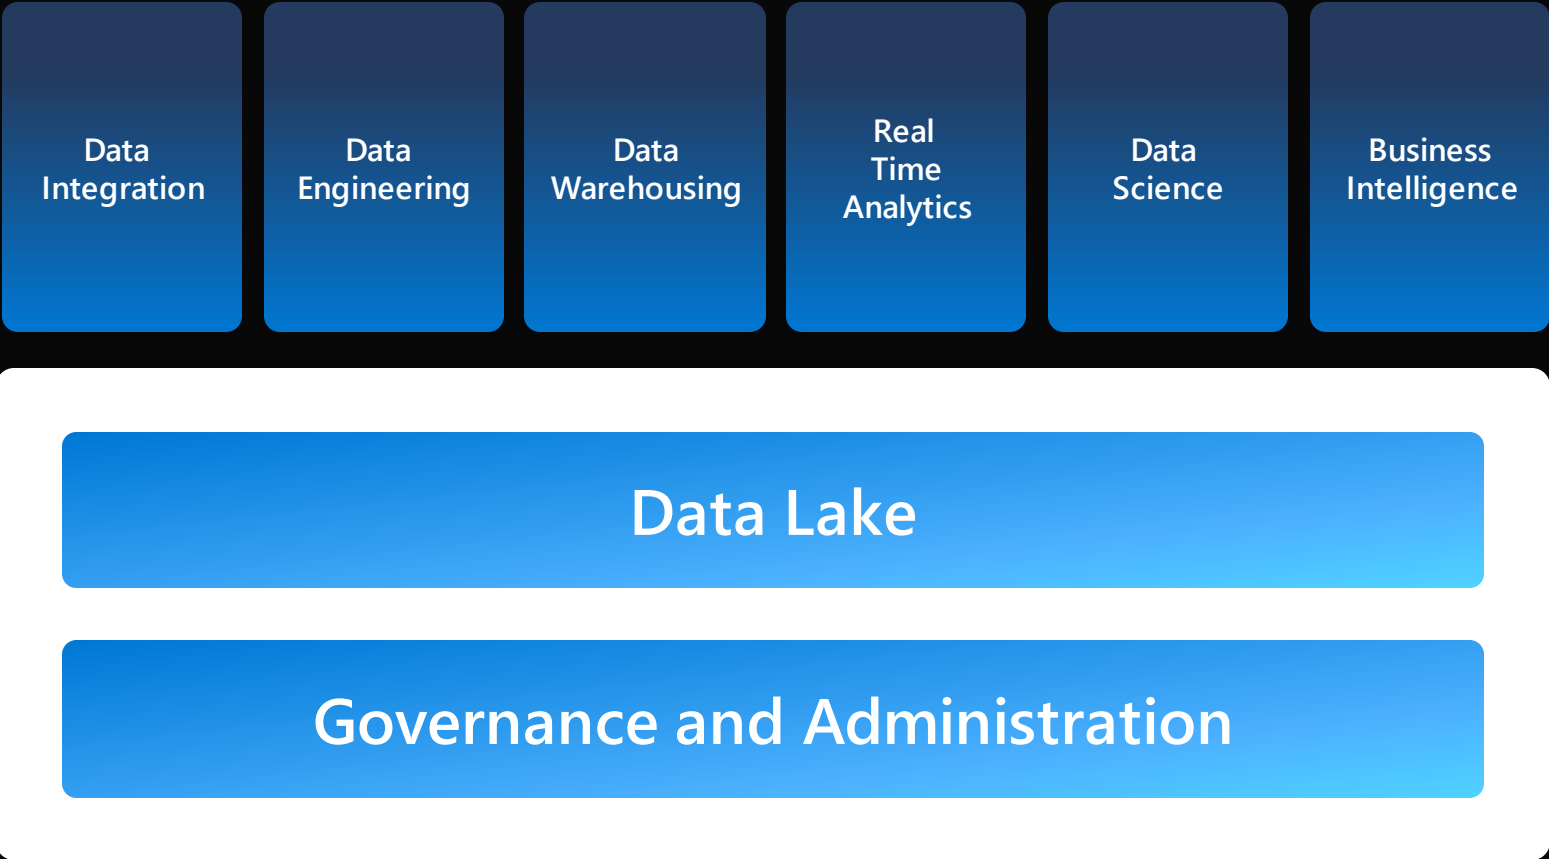 Data
Integration
Data
Engineering
Data
Warehousing
Real
Time
Analytics
Data
Science
Business
Intelligence
Data Lake
Governance and Administration